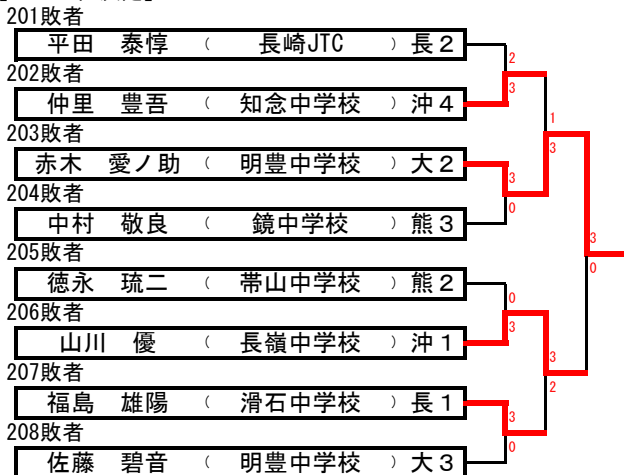 201敗者
平田 泰惇 ( 長崎JTC ) 長2
202敗者
仲里 豊吾 ( 知念中学校 ) 沖4
203敗者
赤木 愛ノ助 ( 明豊中学校 ) 大2
204敗者
中村 敬良 ( 鏡中学校 ) 熊3
205敗者
徳永 琉二 ( 帯山中学校 ) 熊2
206敗者
山川 優 ( 長嶺中学校 ) 沖1
207敗者
福島 雄陽 ( 滑石中学校 ) 長1
208敗者
佐藤 碧音 ( 明豊中学校 ) 大3
2
3
3
0
0
3
3
0
1
3
3
2
3
0